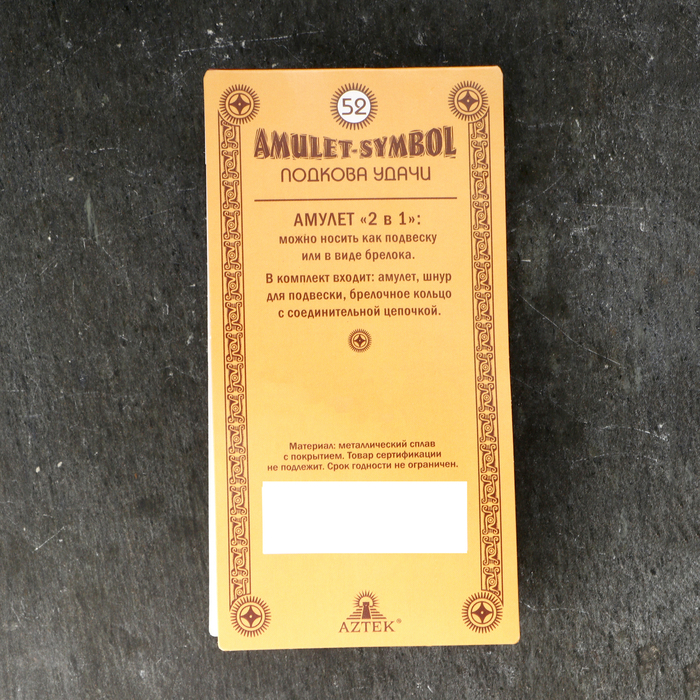 52
AMULET-SYMBOL
ПОДКОВА УДАЧИ
АМУЛЕТ «2 в 1»:
можно носить как подвеску
или в виде брелока.
В комплект входит: амулет, шнур
для подвески, брелочное кольцо
с соединительной цепочкой.
Материал: металлический сплав
с покрытием. Товар сертификации
не подлежит. Срок годности не ограничен.
AZTEK®